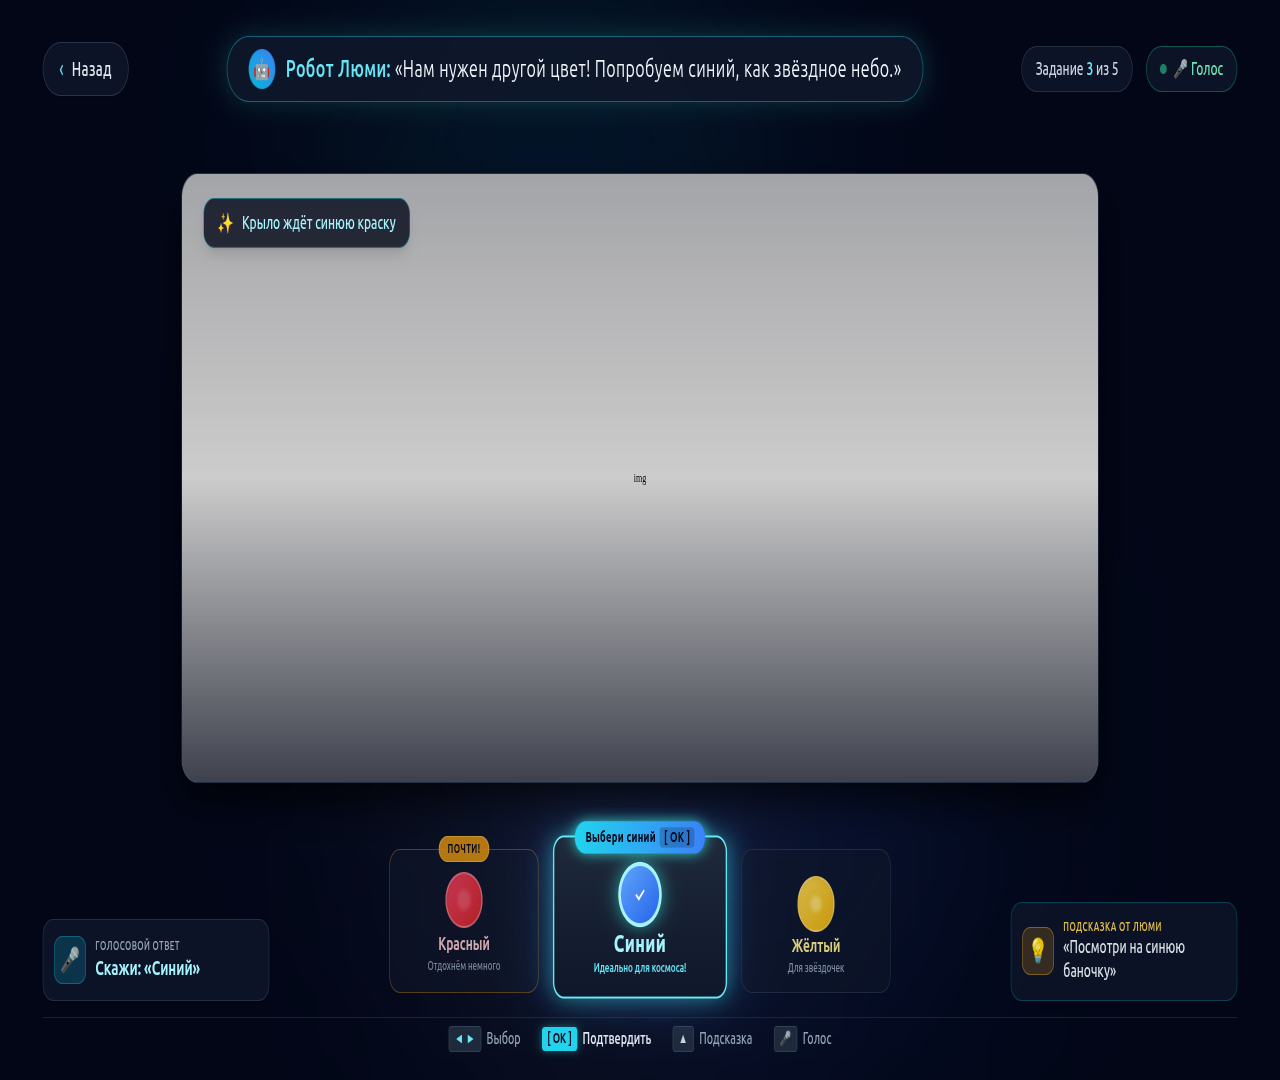 ‹ Назад
Робот Люми: «Нам нужен другой цвет! Попробуем синий, как звёздное небо.»
Задание 3 из 5
Голос
Крыло ждёт синюю краску
img
ПОЧТИ!
Красный
Отдохнём немного
Выбери синий [OK]
✓
Синий
Идеально для космоса!
Жёлтый
Для звёздочек
ГОЛОСОВОЙ ОТВЕТ
Скажи: «Синий»
ПОДСКАЗКА ОТ ЛЮМИ
«Посмотри на синюю
баночку»
◀ ▶ Выбор [OK] Подтвердить ▲ Подсказка Голос